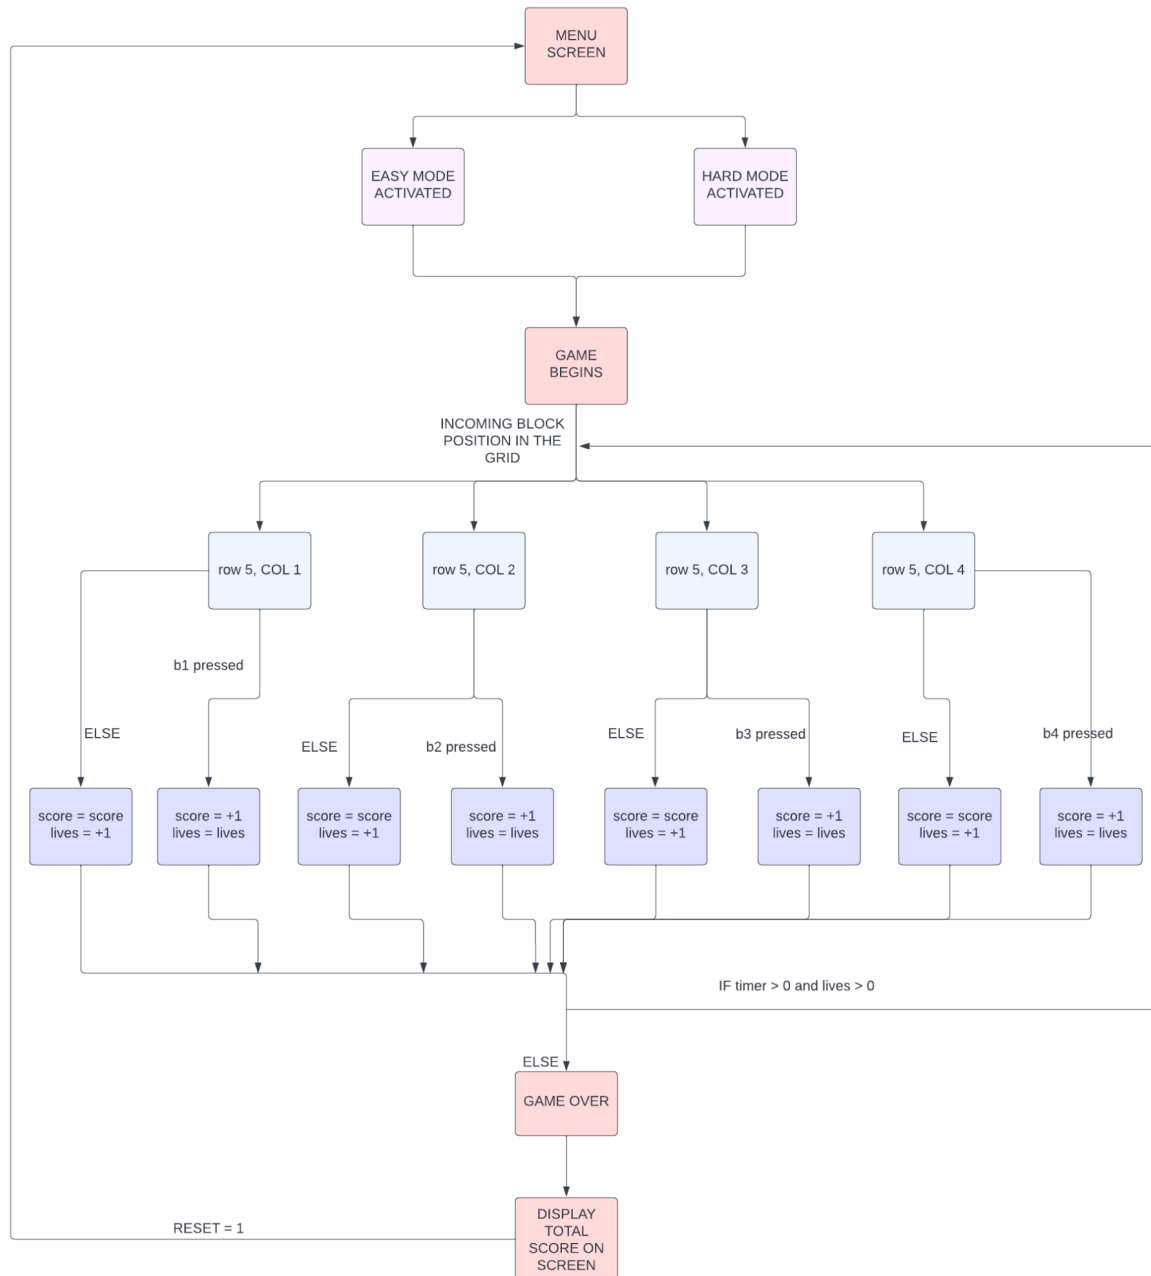 MENU
SCREEN
EASY MODE
ACTIVATED
HARD MODE
ACTIVATED
GAME
BEGINS
INCOMING BLOCK
POSITION IN THE
GRID
row 5, COL 1
row 5, COL 2
row 5, COL 3
row 5, COL 4
b1 pressed
ELSE
ELSE
b2 pressed
ELSE
b3 pressed
ELSE
b4 pressed
score = score
lives = +1
score = +1
lives = lives
score = score
lives = +1
score = +1
lives = lives
score = score
lives = +1
score = +1
lives = lives
score = score
lives = +1
score = +1
lives = lives
IF timer > 0 and lives > 0
ELSE
GAME OVER
DISPLAY
TOTAL
SCORE ON
SCREEN
RESET = 1